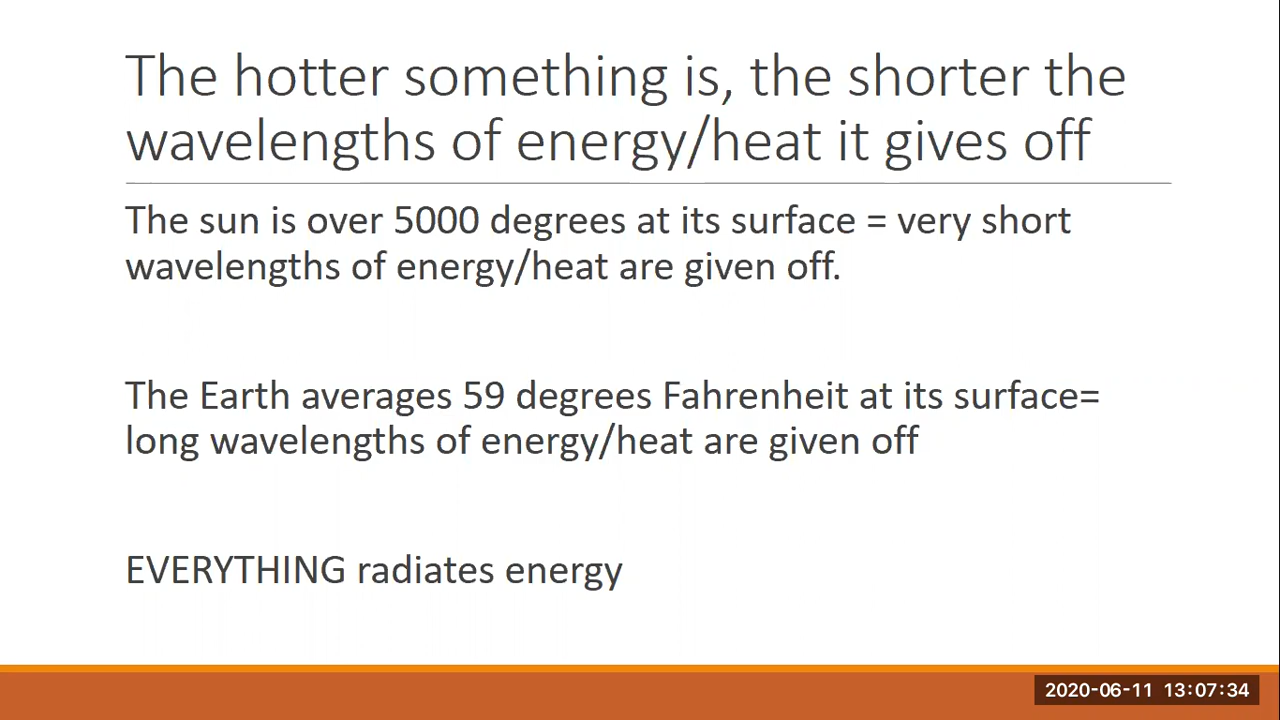 The hotter something is, the shorter the
wavelengths of energy/heat it gives off
The sun is over 5000 degrees at its surface = very short
wavelengths of energy/heat are given off.
The Earth averages 59 degrees Fahrenheit at its surface=
long wavelengths of energy/heat are given off
EVERYTHING radiates energy
2020-06-11 13:07:34